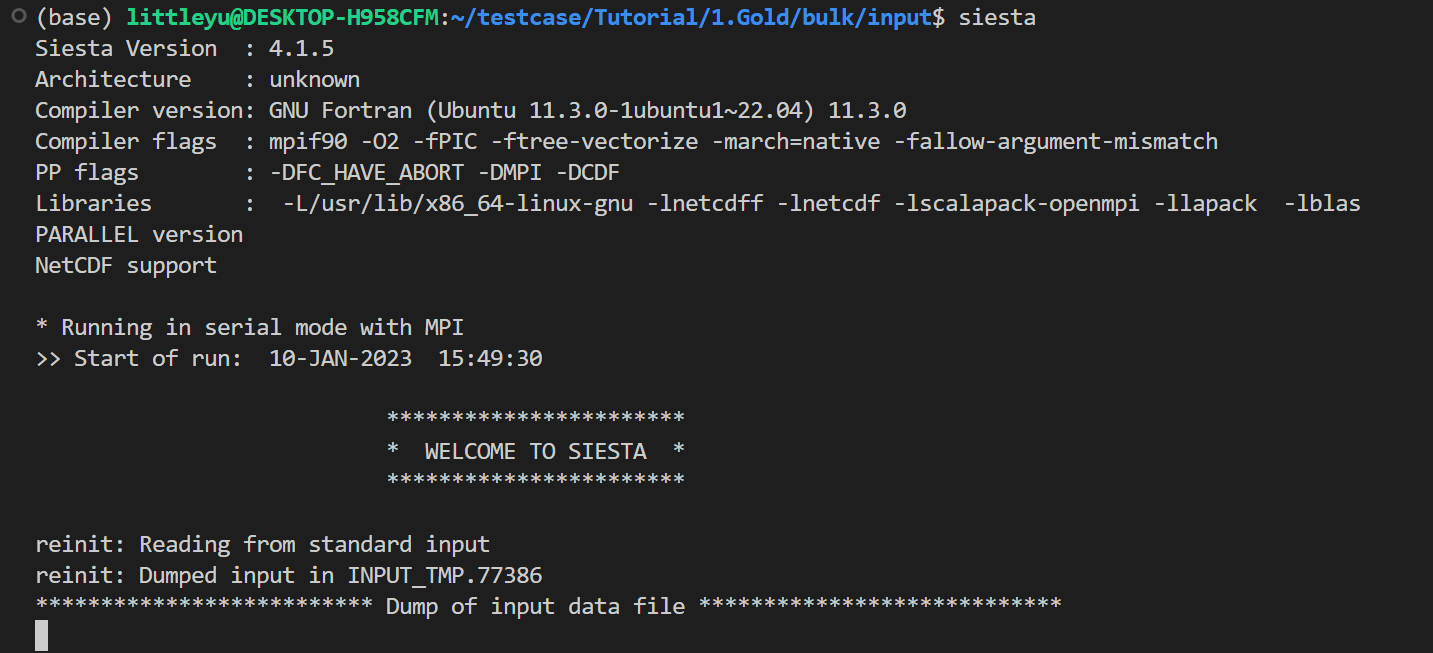 (base) littleyu@DESKTOP-H958CFM:~/testcase/Tutorial/1.Gold/bulk/input$ siesta
Siesta Version  : 4.1.5
Architecture    : unknown
Compiler version: GNU Fortran (Ubuntu 11.3.0-1ubuntu1~22.04) 11.3.0
Compiler flags  : mpif90 -O2 -fPIC -ftree-vectorize -march=native -fallow-argument-mismatch
PP flags        : -DFC_HAVE_ABORT -DMPI -DCDF
Libraries       :  -L/usr/lib/x86_64-linux-gnu -lnetcdff -lnetcdf -lscalapack-openmpi -llapack  -lblas
PARALLEL version
NetCDF support
* Running in serial mode with MPI
>> Start of run:  10-JAN-2023  15:49:30
***********************
*  WELCOME TO SIESTA  *
***********************
reinit: Reading from standard input
reinit: Dumped input in INPUT_TMP.77386
************************** Dump of input data file ****************************